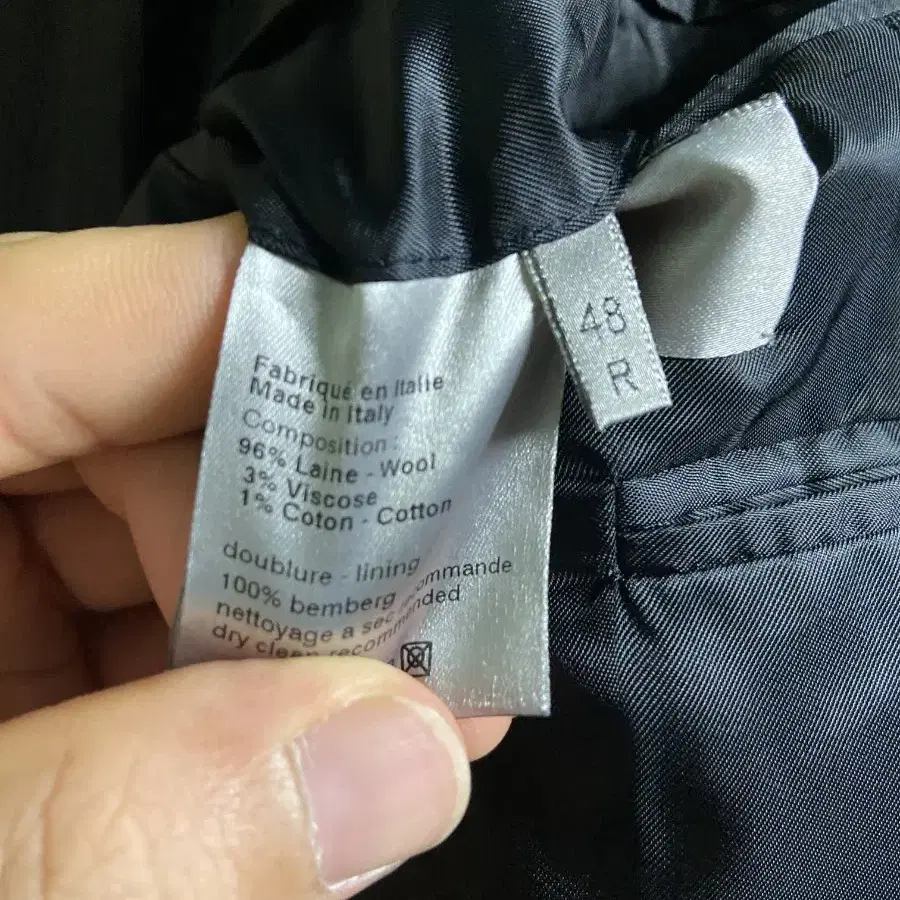 Fabriqué en Italie
Made in Italy
Composition :
96% Laine - Wool
3% Viscose
1% Coton - Cotton
doublure - lining
100% bemberg
nettoyage a sec recommande
dry clean recommended
48
R